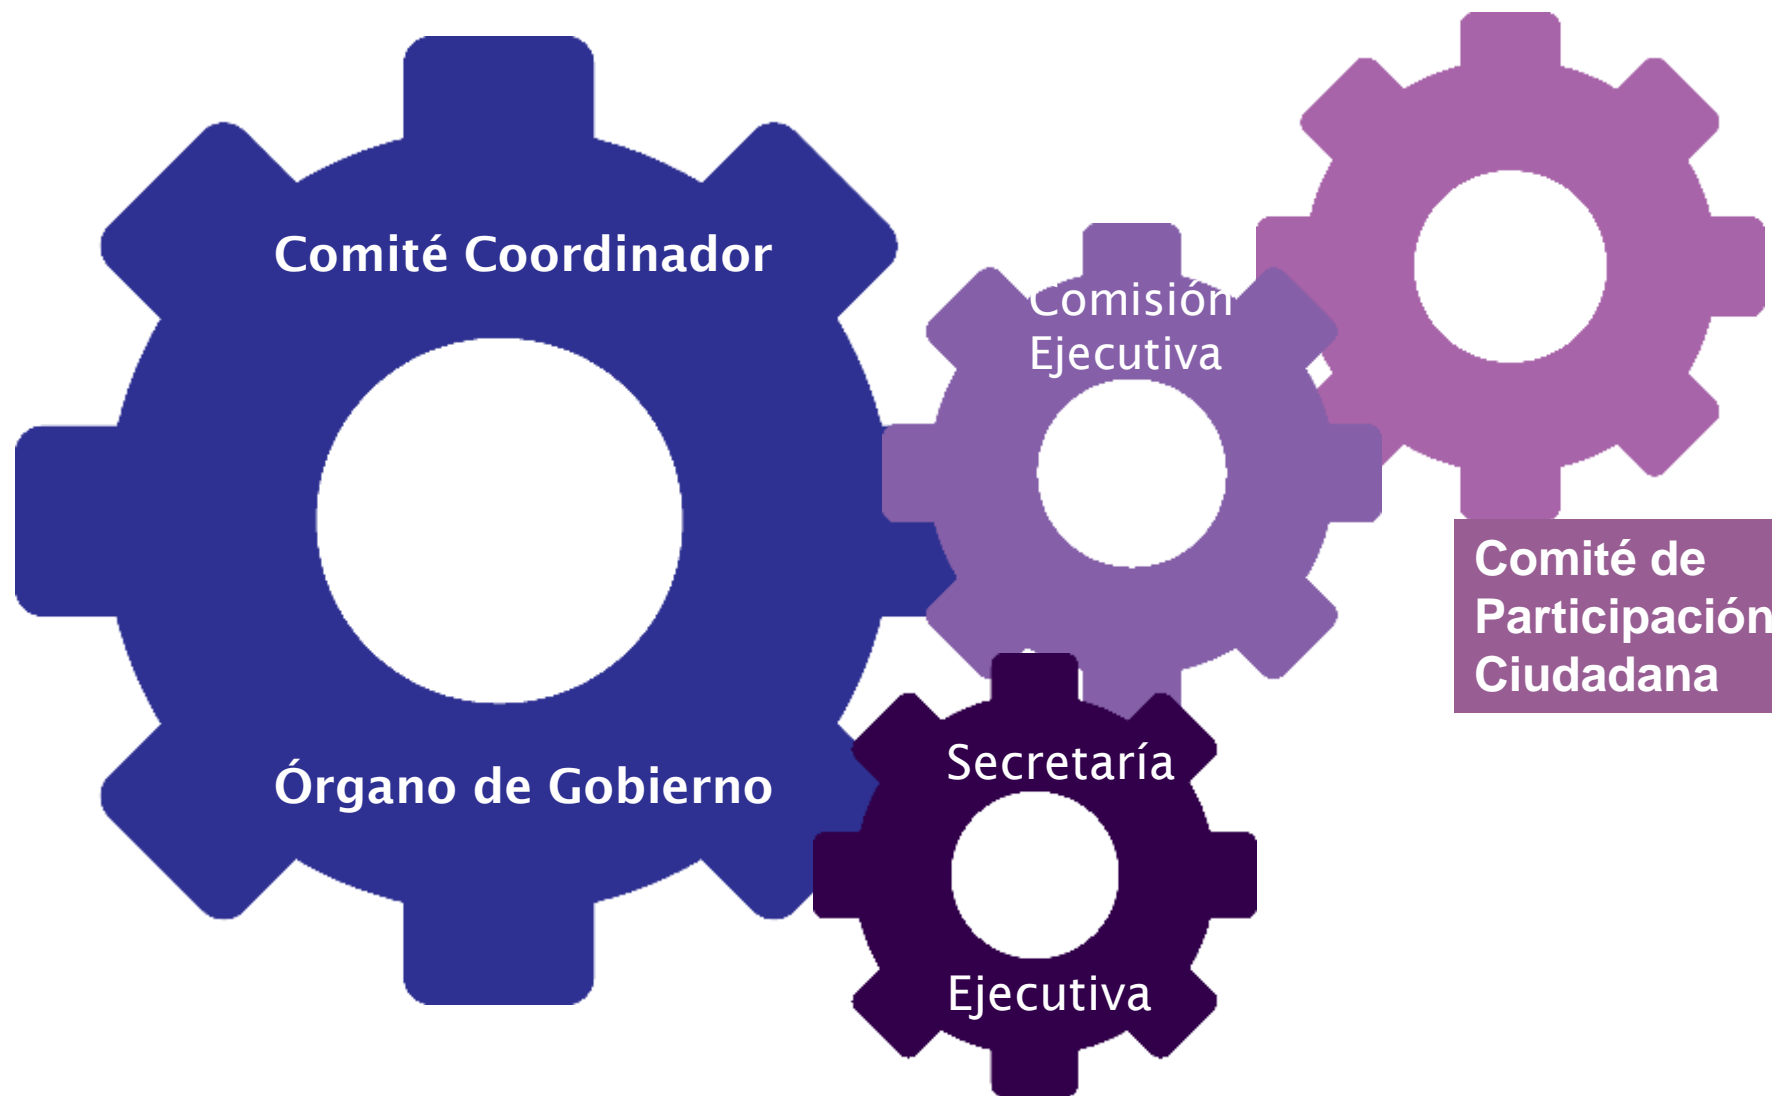 Comité Coordinador
Órgano de Gobierno
Comisión
Ejecutiva
Secretaría
Ejecutiva
Comité de
Participación
Ciudadana